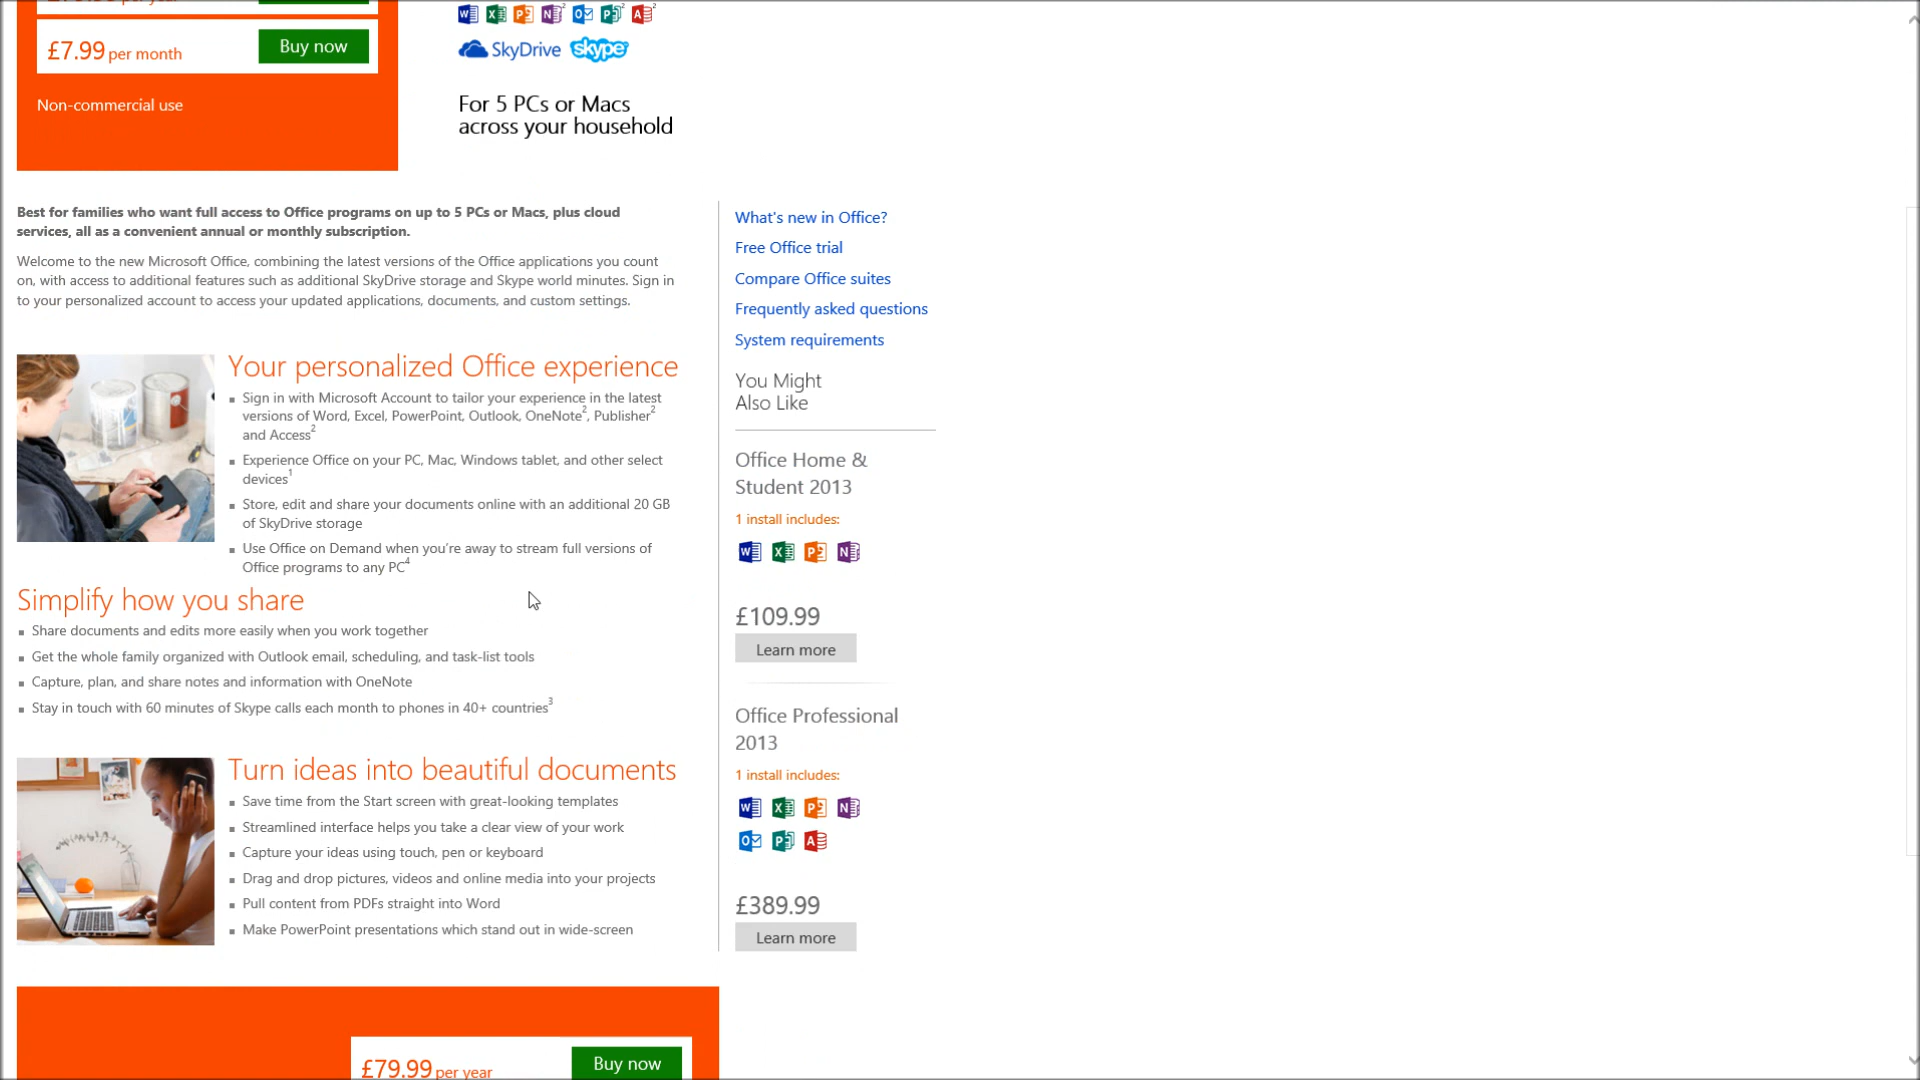 £7.99 per month
Buy now
Non-commercial use
SkyDrive skype
For 5 PCs or Macs
across your household
Best for families who want full access to Office programs on up to 5 PCs or Macs, plus cloud
services, all as a convenient annual or monthly subscription.
Welcome to the new Microsoft Office, combining the latest versions of the Office applications you count
on, with access to additional features such as additional SkyDrive storage and Skype world minutes. Sign in
to your personalized account to access your updated applications, documents, and custom settings.
Your personalized Office experience
Sign in with Microsoft Account to tailor your experience in the latest
versions of Word, Excel, PowerPoint, Outlook, OneNote2, Publisher2
and Access2
Experience Office on your PC, Mac, Windows tablet, and other select
devices1
Store, edit and share your documents online with an additional 20 GB
of SkyDrive storage
Use Office on Demand when you're away to stream full versions of
Office programs to any PC4
Simplify how you share
Share documents and edits more easily when you work together
Get the whole family organized with Outlook email, scheduling, and task-list tools
Capture, plan, and share notes and information with OneNote
Stay in touch with 60 minutes of Skype calls each month to phones in 40+ countries3
Turn ideas into beautiful documents
Save time from the Start screen with great-looking templates
Streamlined interface helps you take a clear view of your work
Capture your ideas using touch, pen or keyboard
Drag and drop pictures, videos and online media into your projects
Pull content from PDFs straight into Word
Make PowerPoint presentations which stand out in wide-screen
What's new in Office?
Free Office trial
Compare Office suites
Frequently asked questions
System requirements
You Might
Also Like
Office Home &
Student 2013
1 install includes:
£109.99
Learn more
Office Professional
2013
1 install includes:
£389.99
Learn more
£79.99 per year
Buy now